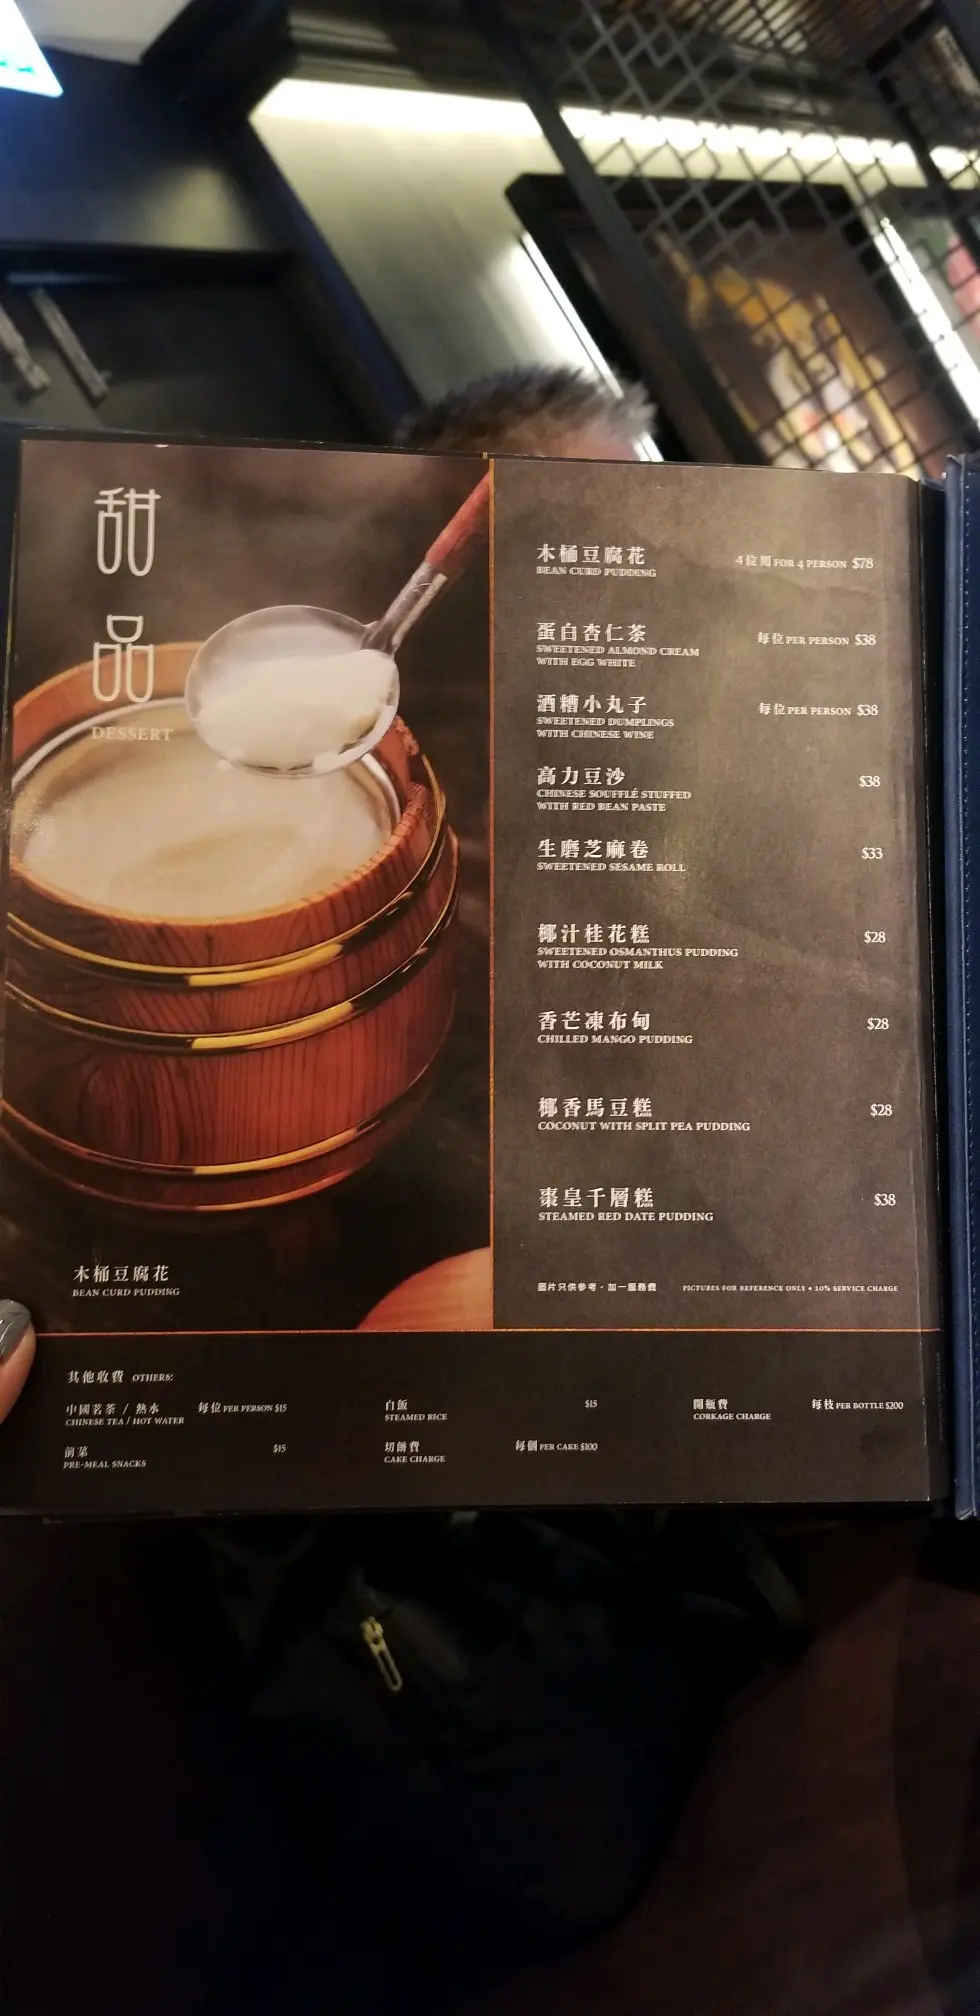 甜
品
DESSERT
木桶豆腐花
BEAN CURD PUDDING
4位用 FOR 4 PERSON $78
蛋白杏仁茶
SWEETENED ALMOND CREAM
WITH EGG WHITE
每位 PER PERSON $38
酒糟小丸子
SWEETENED DUMPLINGS
WITH CHINESE WINE
每位 PER PERSON $38
高力豆沙
CHINESE SOUFFLÉ STUFFED
WITH RED BEAN PASTE
$38
生磨芝麻卷
SWEETENED SESAME ROLL
$33
椰汁桂花糕
SWEETENED OSMANTHUS PUDDING
WITH COCONUT MILK
$28
香芒凍布甸
CHILLED MANGO PUDDING
$28
椰香馬豆糕
COCONUT WITH SPLIT PEA PUDDING
$28
棗皇千層糕
STEAMED RED DATE PUDDING
$38
木桶豆腐花
BEAN CURD PUDDING
圖片只供參考・加一服務費 PICTURES FOR REFERENCE ONLY • 10% SERVICE CHARGE
其他收費 OTHERS:
中國茗茶 / 熱水 每位 PER PERSON $15
CHINESE TEA / HOT WATER
前菜 $15
PRE-MEAL SNACKS
白飯 $15
STEAMED RICE
切餅費 每個 PER CAKE $100
CAKE CHARGE
開瓶費 每枝 PER BOTTLE $200
CORKAGE CHARGE